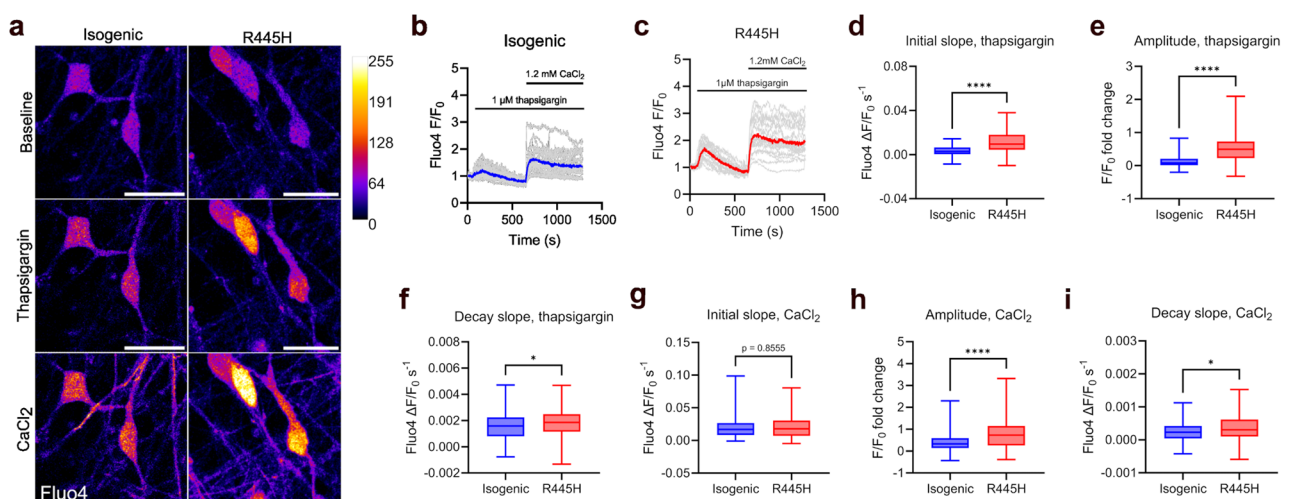 a
Isogenic
R445H
Baseline
Thapsigargin
CaCl2
Fluo4
255
191
128
64
0
b
Isogenic
1.2 mM CaCl2
1 µM thapsigargin
Fluo4 F/F0
5
4
3
2
1
0
0
500
1000
1500
Time (s)
c
R445H
1.2mM CaCl2
1µM thapsigargin
Fluo4 F/F0
5
4
3
2
1
0
0
500
1000
1500
Time (s)
d
Initial slope, thapsigargin
****
Fluo4 ΔF/F0 s-1
0.08
0.04
0.00
-0.04
Isogenic
R445H
e
Amplitude, thapsigargin
****
F/F0 fold change
3
2
1
0
-1
Isogenic
R445H
f
Decay slope, thapsigargin
*
Fluo4 ΔF/F0 s-1
0.006
0.004
0.002
0.000
-0.002
Isogenic
R445H
g
Initial slope, CaCl2
p = 0.8555
Fluo4 ΔF/F0 s-1
0.15
0.10
0.05
0.00
-0.05
Isogenic
R445H
h
Amplitude, CaCl2
****
F/F0 fold change
5
4
3
2
1
0
-1
Isogenic
R445H
i
Decay slope, CaCl2
*
Fluo4 ΔF/F0 s-1
0.003
0.002
0.001
0.000
-0.001
Isogenic
R445H